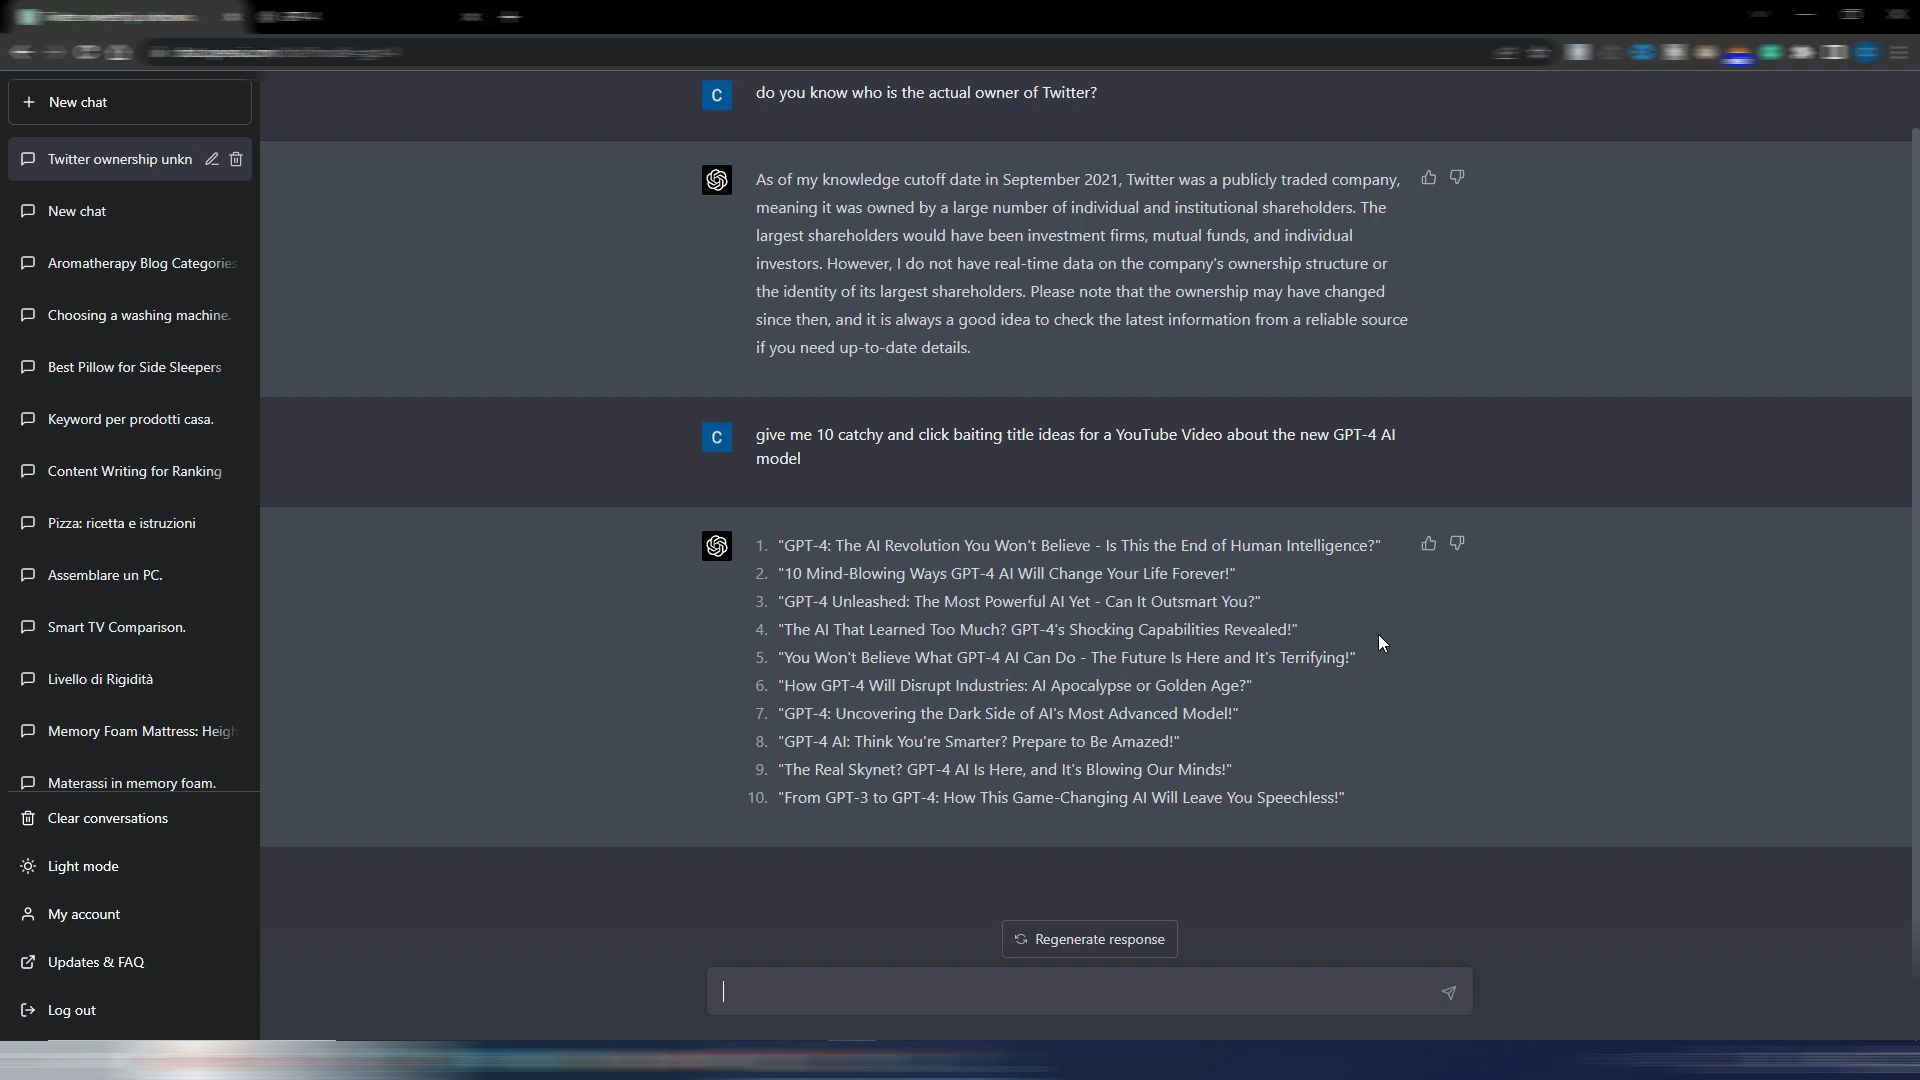 New chat
Twitter ownership unkn
New chat
Aromatherapy Blog Categories
Choosing a washing machine.
Best Pillow for Side Sleepers
Keyword per prodotti casa.
Content Writing for Ranking
Pizza: ricetta e istruzioni
Assemblare un PC.
Smart TV Comparison.
Livello di Rigidità
Memory Foam Mattress: Heigh
Materassi in memory foam.
Clear conversations
Light mode
My account
Updates & FAQ
Log out
C
do you know who is the actual owner of Twitter?
As of my knowledge cutoff date in September 2021, Twitter was a publicly traded company,
meaning it was owned by a large number of individual and institutional shareholders. The
largest shareholders would have been investment firms, mutual funds, and individual
investors. However, I do not have real-time data on the company's ownership structure or
the identity of its largest shareholders. Please note that the ownership may have changed
since then, and it is always a good idea to check the latest information from a reliable source
if you need up-to-date details.
C
give me 10 catchy and click baiting title ideas for a YouTube Video about the new GPT-4 AI
model
1. "GPT-4: The AI Revolution You Won't Believe - Is This the End of Human Intelligence?"
2. "10 Mind-Blowing Ways GPT-4 AI Will Change Your Life Forever!"
3. "GPT-4 Unleashed: The Most Powerful AI Yet - Can It Outsmart You?"
4. "The AI That Learned Too Much? GPT-4's Shocking Capabilities Revealed!"
5. "You Won't Believe What GPT-4 AI Can Do - The Future Is Here and It's Terrifying!"
6. "How GPT-4 Will Disrupt Industries: AI Apocalypse or Golden Age?"
7. "GPT-4: Uncovering the Dark Side of AI's Most Advanced Model!"
8. "GPT-4 AI: Think You're Smarter? Prepare to Be Amazed!"
9. "The Real Skynet? GPT-4 AI Is Here, and It's Blowing Our Minds!"
10. "From GPT-3 to GPT-4: How This Game-Changing AI Will Leave You Speechless!"
Regenerate response